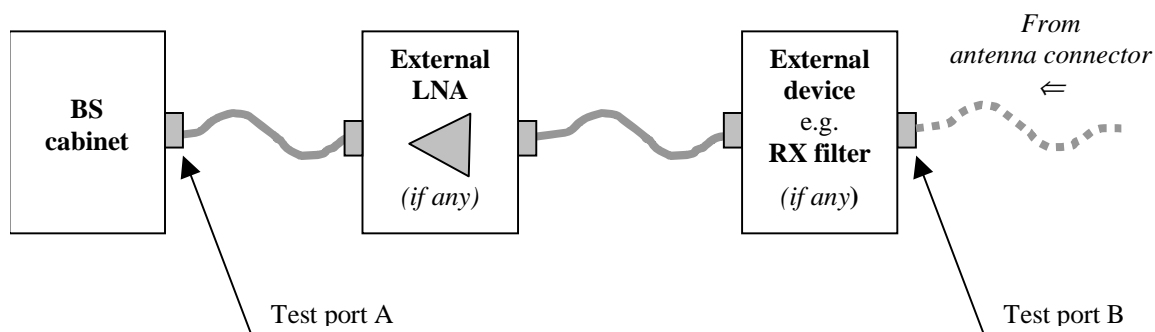 BS
cabinet
External
LNA
(if any)
External
device
e.g.
RX filter
(if any)
From
antenna connector
⇐
Test port A
Test port B